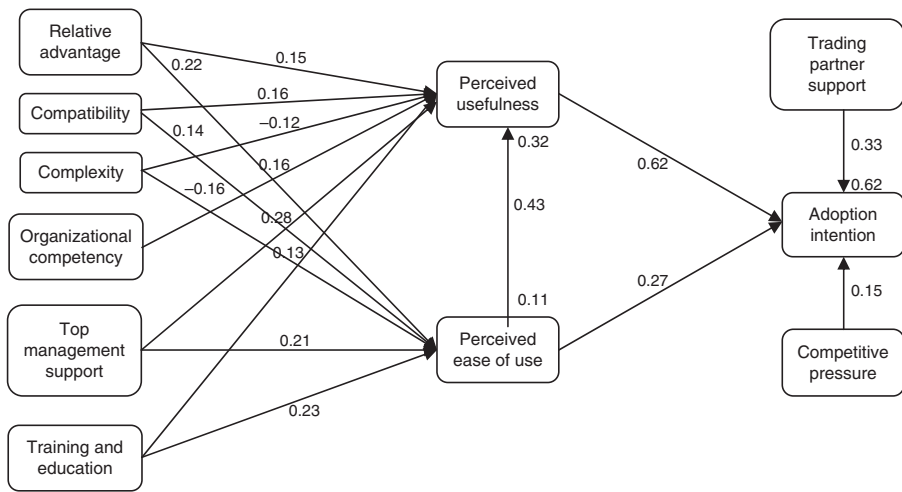 Relative
advantage
Compatibility
Complexity
Organizational
competency
Top
management
support
Training and
education
0.15
0.22
0.16
0.14
–0.12
0.16
–0.16
0.28
0.13
0.21
0.23
Perceived
usefulness
0.32
0.43
0.11
Perceived
ease of use
0.62
0.27
Trading
partner
support
0.33
0.62
Adoption
intention
0.15
Competitive
pressure